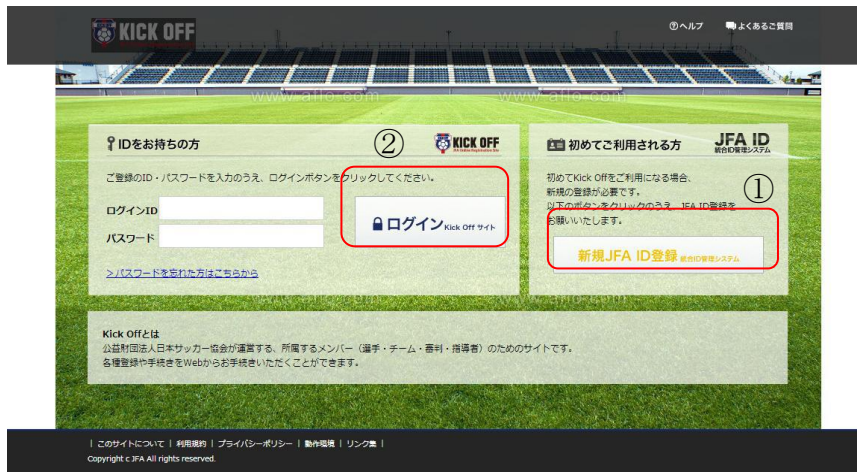 KICK OFF
ヘルプ
よくあるご質問
www.aflo.com
www.aflo.com
IDをお持ちの方
②
KICK OFF
初めてご利用される方
JFA ID
統合ID管理システム
ご登録のID・パスワードを入力のうえ、ログインボタンをクリックしてください。
ログインID
パスワード
ログイン Kick Off サイト
>パスワードを忘れた方はこちらから
初めてKick Offをご利用になる場合、
新規の登録が必要です。
①
以下のボタンをクリックのうえ、JFA ID登録を
お願いいたします。
新規JFA ID登録 統合ID管理システム
www.aflo.com
www.aflo.com
Kick Offとは
公益財団法人日本サッカー協会が運営する、所属するメンバー（選手・チーム・審判・指導者）のためのサイトです。
各種登録や手続きをWebからお手続きいただくことができます。
| このサイトについて | 利用規約 | プライバシーポリシー | 動作環境 | リンク集 |
Copyright c JFA All rights reserved.